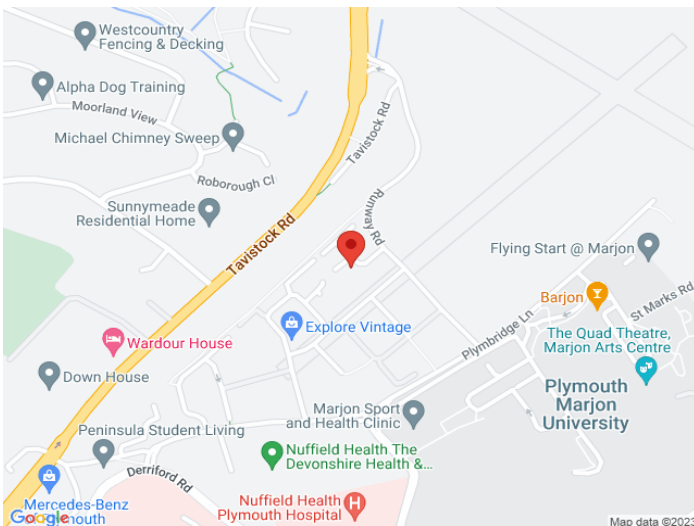 Westcountry
Fencing & Decking
Alpha Dog Training
Moorland View
Michael Chimney Sweep
Tavistock Rd
Roborough Cl
Sunnymeade
Residential Home
Runway Rd
Tavistock Rd
Flying Start @ Marjon
Barjon
St Marks Rd
Explore Vintage
Plymbridge Ln
Wardour House
The Quad Theatre,
Marjon Arts Centre
Down House
Plymouth
Marjon
University
Marjon Sport
and Health Clinic
Peninsula Student Living
Nuffield Health The
Devonshire Health &...
Derriford Rd
Mercedes-Benz
Nuffield Health
Plymouth Hospital
H
Google
Map data ©2023